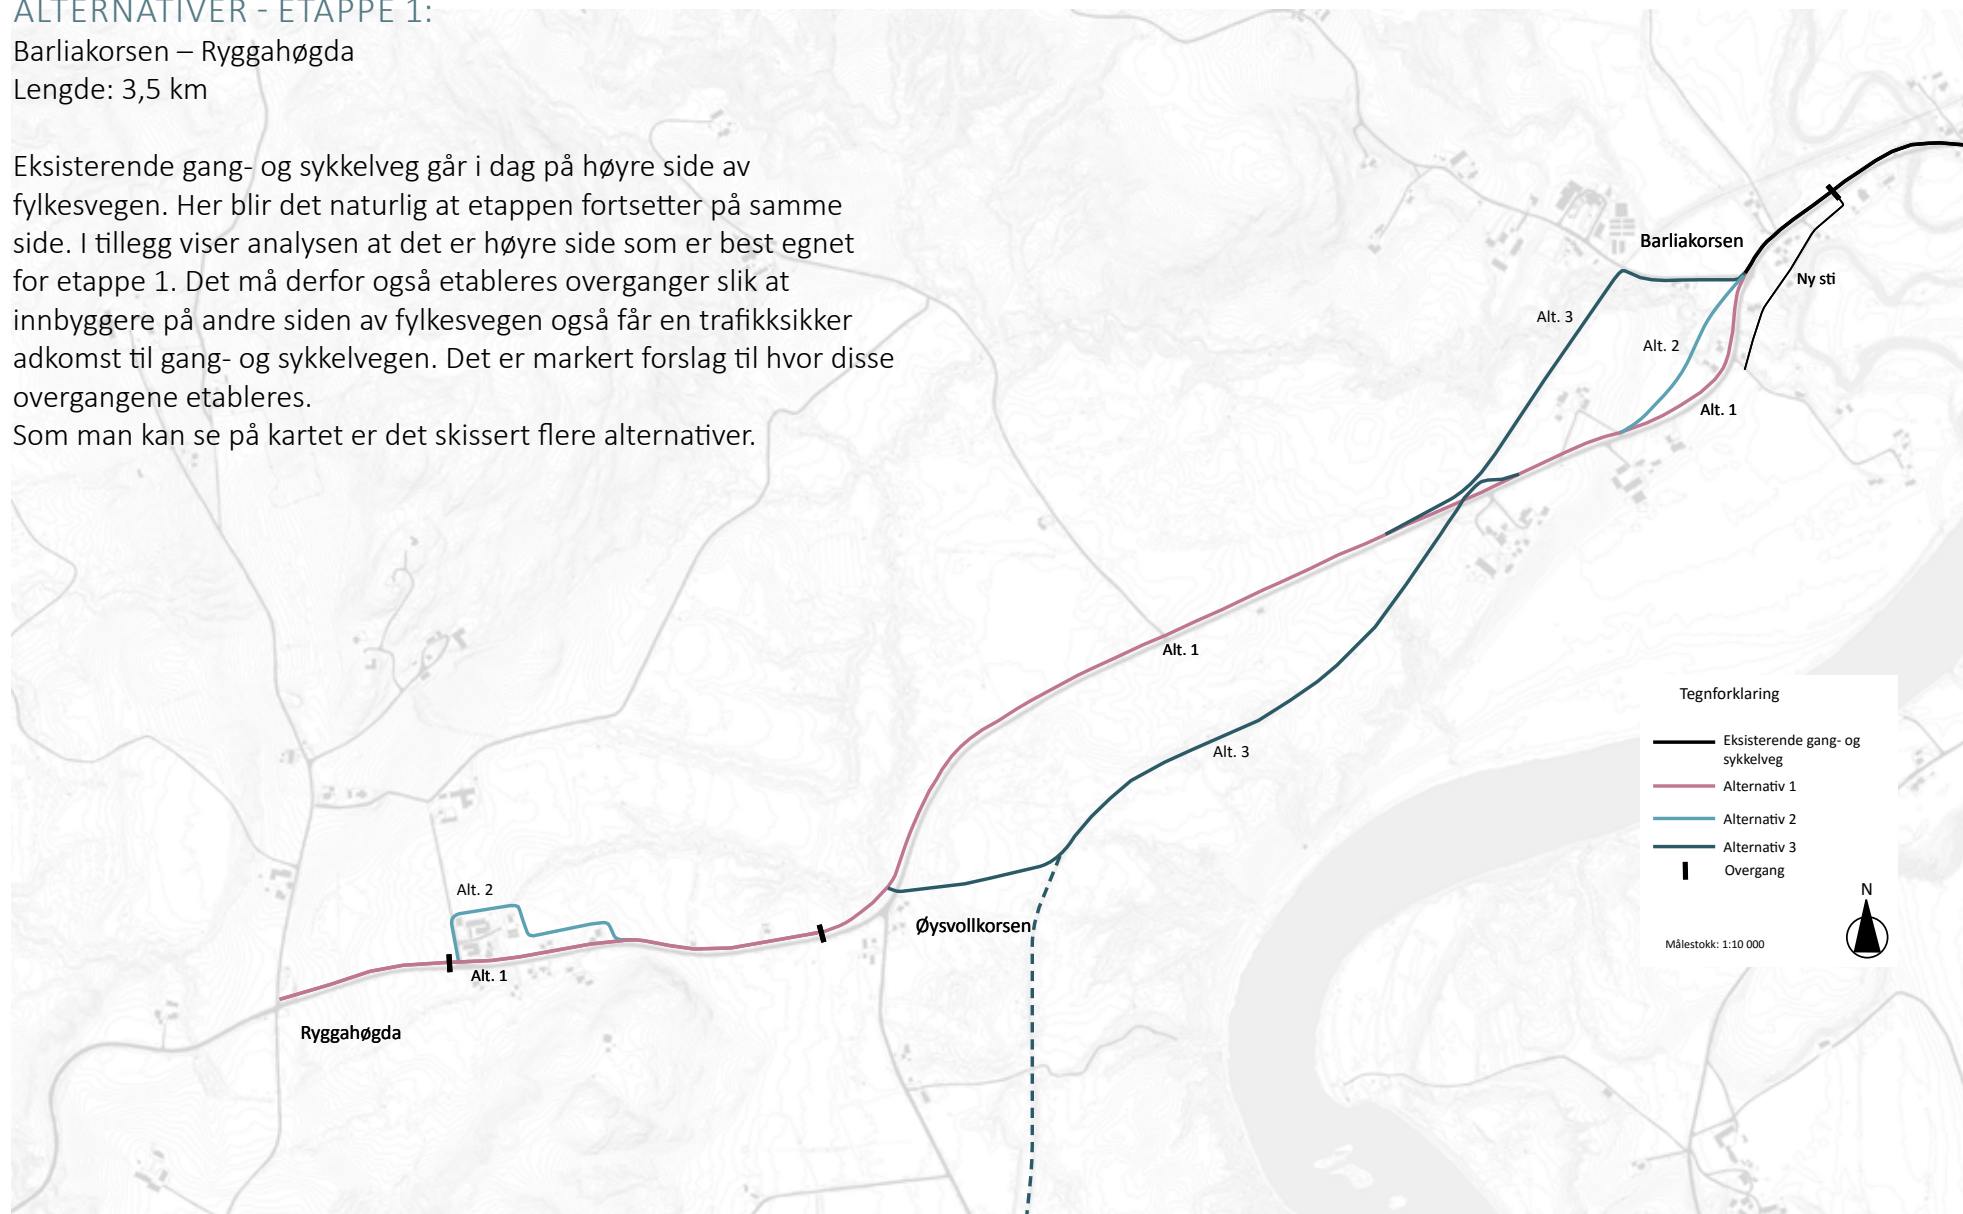 ALTERNATIVER - ETAPPE 1:
Barliakorsen – Ryggahøgda
Lengde: 3,5 km
Eksisterende gang- og sykkelveg går i dag på høyre side av
fylkesvegen. Her blir det naturlig at etappen fortsetter på samme
side. I tillegg viser analysen at det er høyre side som er best egnet
for etappe 1. Det må derfor også etableres overganger slik at
innbyggere på andre siden av fylkesvegen også får en trafikksikker
adkomst til gang- og sykkelvegen. Det er markert forslag til hvor disse
overgangene etableres.
Som man kan se på kartet er det skissert flere alternativer.
Barliakorsen
Ny sti
Alt. 3
Alt. 2
Alt. 1
Alt. 1
Alt. 3
Alt. 2
Øysvollkorsen
Alt. 1
Ryggahøgda
Tegnforklaring
Eksisterende gang- og
sykkelveg
Alternativ 1
Alternativ 2
Alternativ 3
Overgang
N
Målestokk: 1:10 000